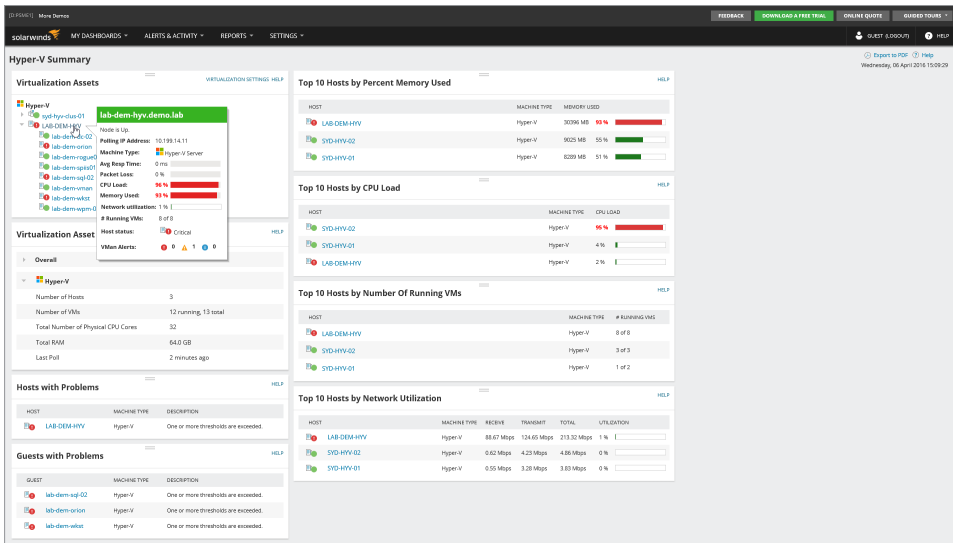 [D:PSME1] More Demos
FEEDBACK DOWNLOAD A FREE TRIAL ONLINE QUOTE GUIDED TOURS
solarwinds MY DASHBOARDS ALERTS & ACTIVITY REPORTS SETTINGS GUEST (LOGOUT) HELP
Hyper-V Summary
Export to PDF Help
Wednesday, 06 April 2016 15:09:29
Virtualization Assets VIRTUALIZATION SETTINGS HELP
Hyper-V
syd-hyv-clus-01
LAB-DEM-HYV
lab-dem-dc-02
lab-dem-orion
lab-dem-rogue0
lab-dem-spiis01
lab-dem-sql-02
lab-dem-vman
lab-dem-wkst
lab-dem-wpm-0
lab-dem-hyv.demo.lab
Node is Up.
Polling IP Address: 10.199.14.11
Machine Type: Hyper-V Server
Avg Resp Time: 0 ms
Packet Loss: 0 %
CPU Load: 96 %
Memory Used: 93 %
Network utilization: 1 %
# Running VMs: 8 of 8
Host status: Critical
VMan Alerts: 0 1 0
Virtualization Asset
Overall
Hyper-V
Number of Hosts 3
Number of VMs 12 running, 13 total
Total Number of Physical CPU Cores 32
Total RAM 64.0 GB
Last Poll 2 minutes ago
Hosts with Problems HELP
HOST MACHINE TYPE DESCRIPTION
LAB-DEM-HYV Hyper-V One or more thresholds are exceeded.
Guests with Problems HELP
GUEST MACHINE TYPE DESCRIPTION
lab-dem-sql-02 Hyper-V One or more thresholds are exceeded.
lab-dem-orion Hyper-V One or more thresholds are exceeded.
lab-dem-wkst Hyper-V One or more thresholds are exceeded.
Top 10 Hosts by Percent Memory Used HELP
HOST MACHINE TYPE MEMORY USED
LAB-DEM-HYV Hyper-V 30396 MB 93 %
SYD-HYV-02 Hyper-V 9025 MB 55 %
SYD-HYV-01 Hyper-V 8289 MB 51 %
Top 10 Hosts by CPU Load HELP
HOST MACHINE TYPE CPU LOAD
SYD-HYV-02 Hyper-V 95 %
SYD-HYV-01 Hyper-V 4 %
LAB-DEM-HYV Hyper-V 2 %
Top 10 Hosts by Number Of Running VMs HELP
HOST MACHINE TYPE # RUNNING VMS
LAB-DEM-HYV Hyper-V 8 of 8
SYD-HYV-02 Hyper-V 3 of 3
SYD-HYV-01 Hyper-V 1 of 2
Top 10 Hosts by Network Utilization HELP
HOST MACHINE TYPE RECEIVE TRANSMIT TOTAL UTILIZATION
LAB-DEM-HYV Hyper-V 88.67 Mbps 124.65 Mbps 213.32 Mbps 1 %
SYD-HYV-02 Hyper-V 0.62 Mbps 4.23 Mbps 4.86 Mbps 0 %
SYD-HYV-01 Hyper-V 0.55 Mbps 3.28 Mbps 3.83 Mbps 0 %